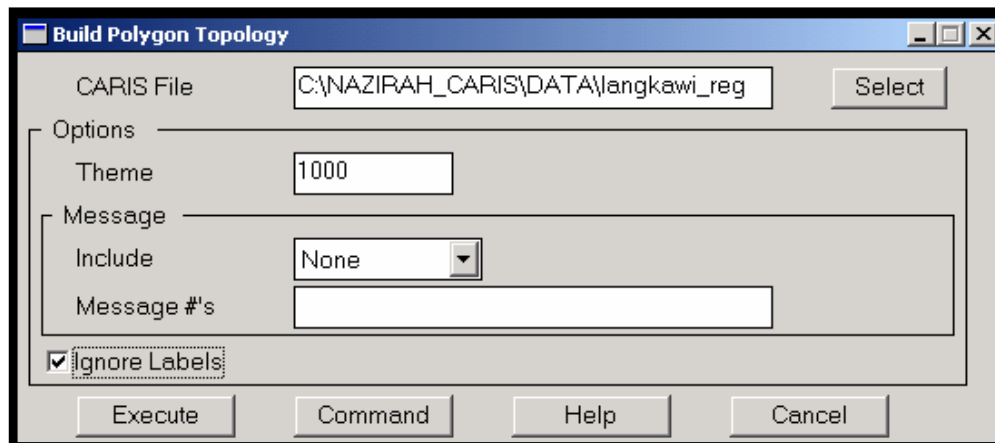 Build Polygon Topology
CARIS File C:\NAZIRAH_CARIS\DATA\langkawi_reg Select
Options
Theme 1000
Message
Include None
Message #'s
Ignore Labels
Execute Command Help Cancel